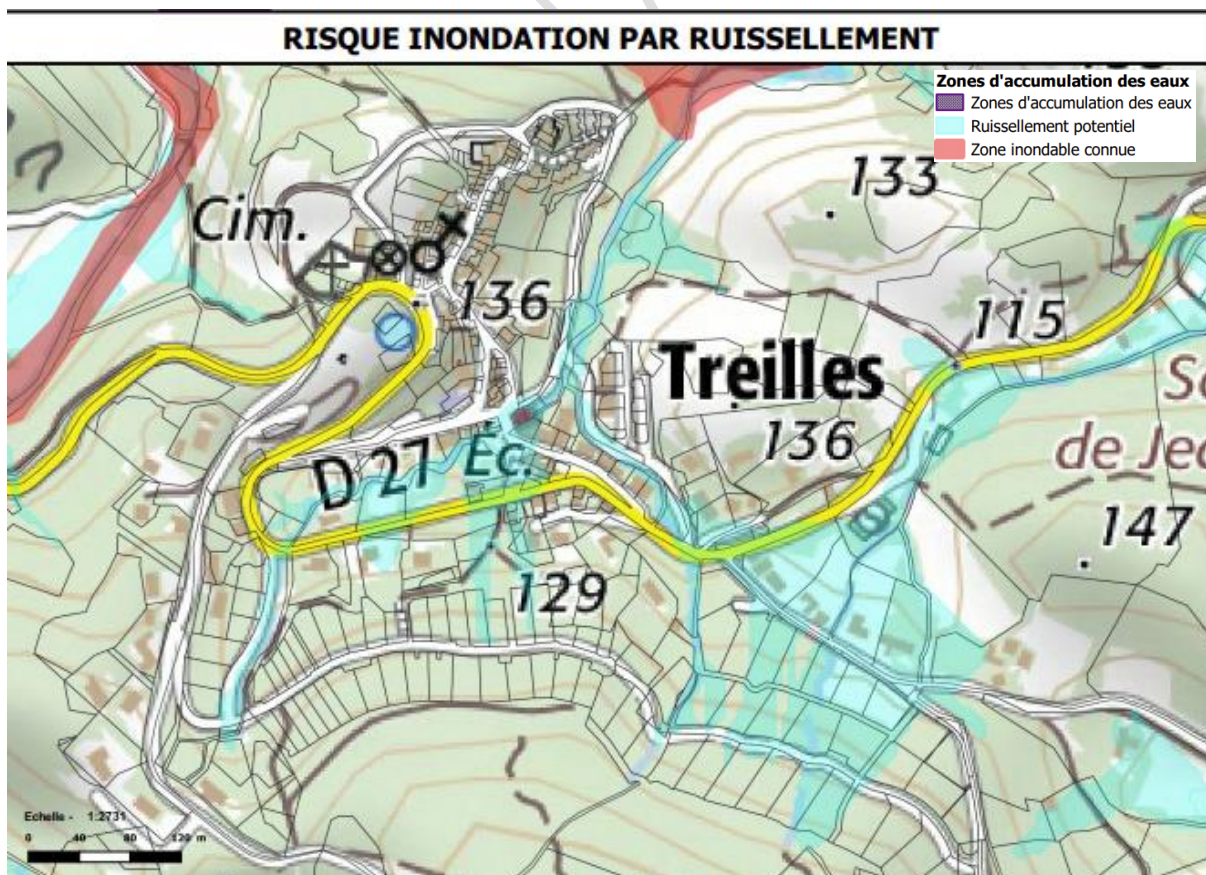 RISQUE INONDATION PAR RUISSELLEMENT
Zones d'accumulation des eaux
Zones d'accumulation des eaux
Ruissellement potentiel
Zone inondable connue
133
Cim.
136
115
Treilles
136
D 27
Éc.
de Jec
147
129
Echelle - 1:2731
0 40 80 120 m